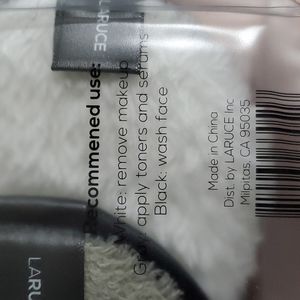 LARUCE
Recommened use:
White: remove makeup
Gray: apply toners and serums
Black: wash face
Made in China
Dist. by LARUCE Inc
Milpitas, CA 95035
LARUCE